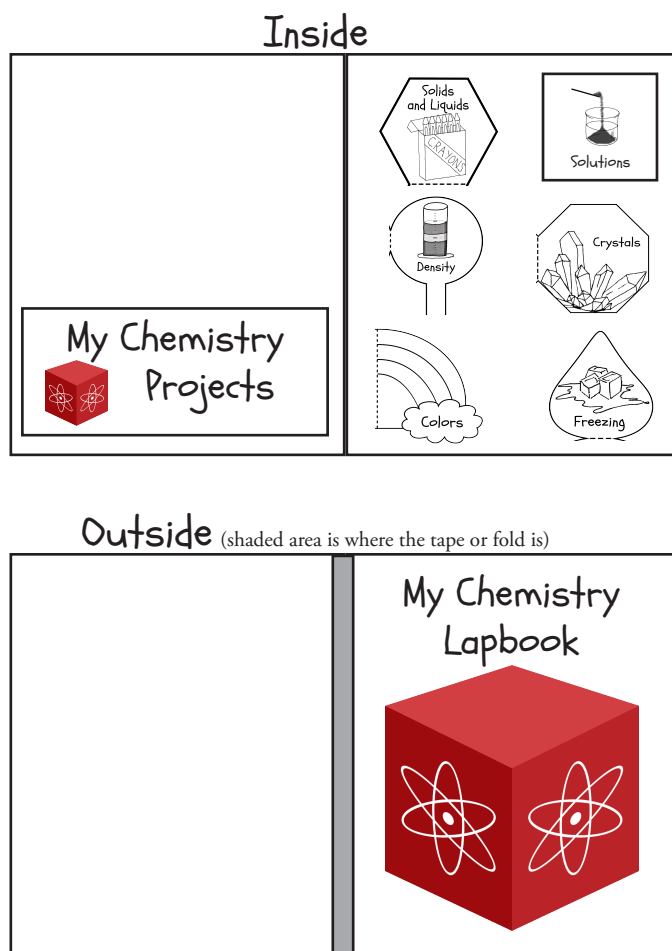 Inside
Solids
and Liquids
CRAYONS
Solutions
Density
Crystals
My Chemistry
Projects
Colors
Freezing
Outside (shaded area is where the tape or fold is)
My Chemistry
Lapbook